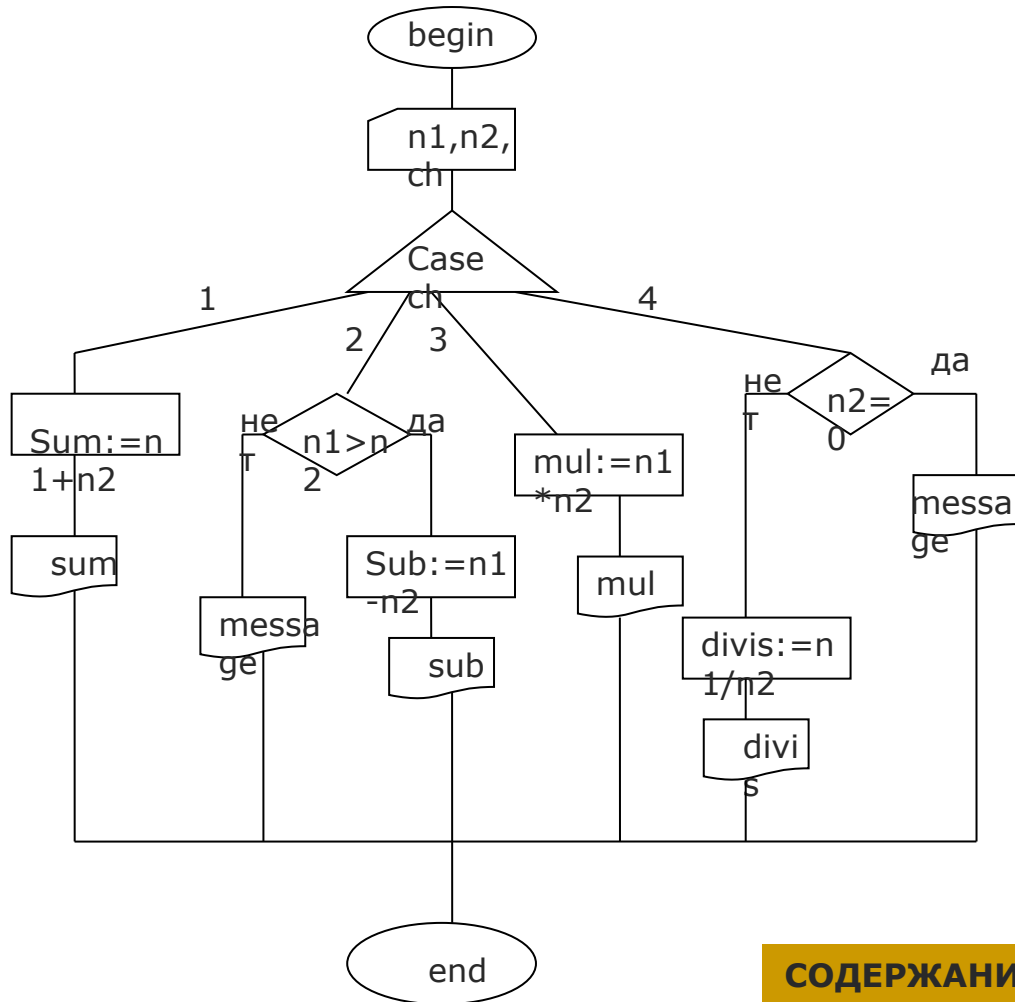 begin
n1,n2,
ch
Case
ch
1
2
3
4
Sum:=n
1+n2
sum
не
т
n1>n
2
да
messa
ge
Sub:=n1
-n2
sub
mul:=n1
*n2
mul
не
т
n2=
0
да
divis:=n
1/n2
divi
s
messa
ge
end
СОДЕРЖАНИ